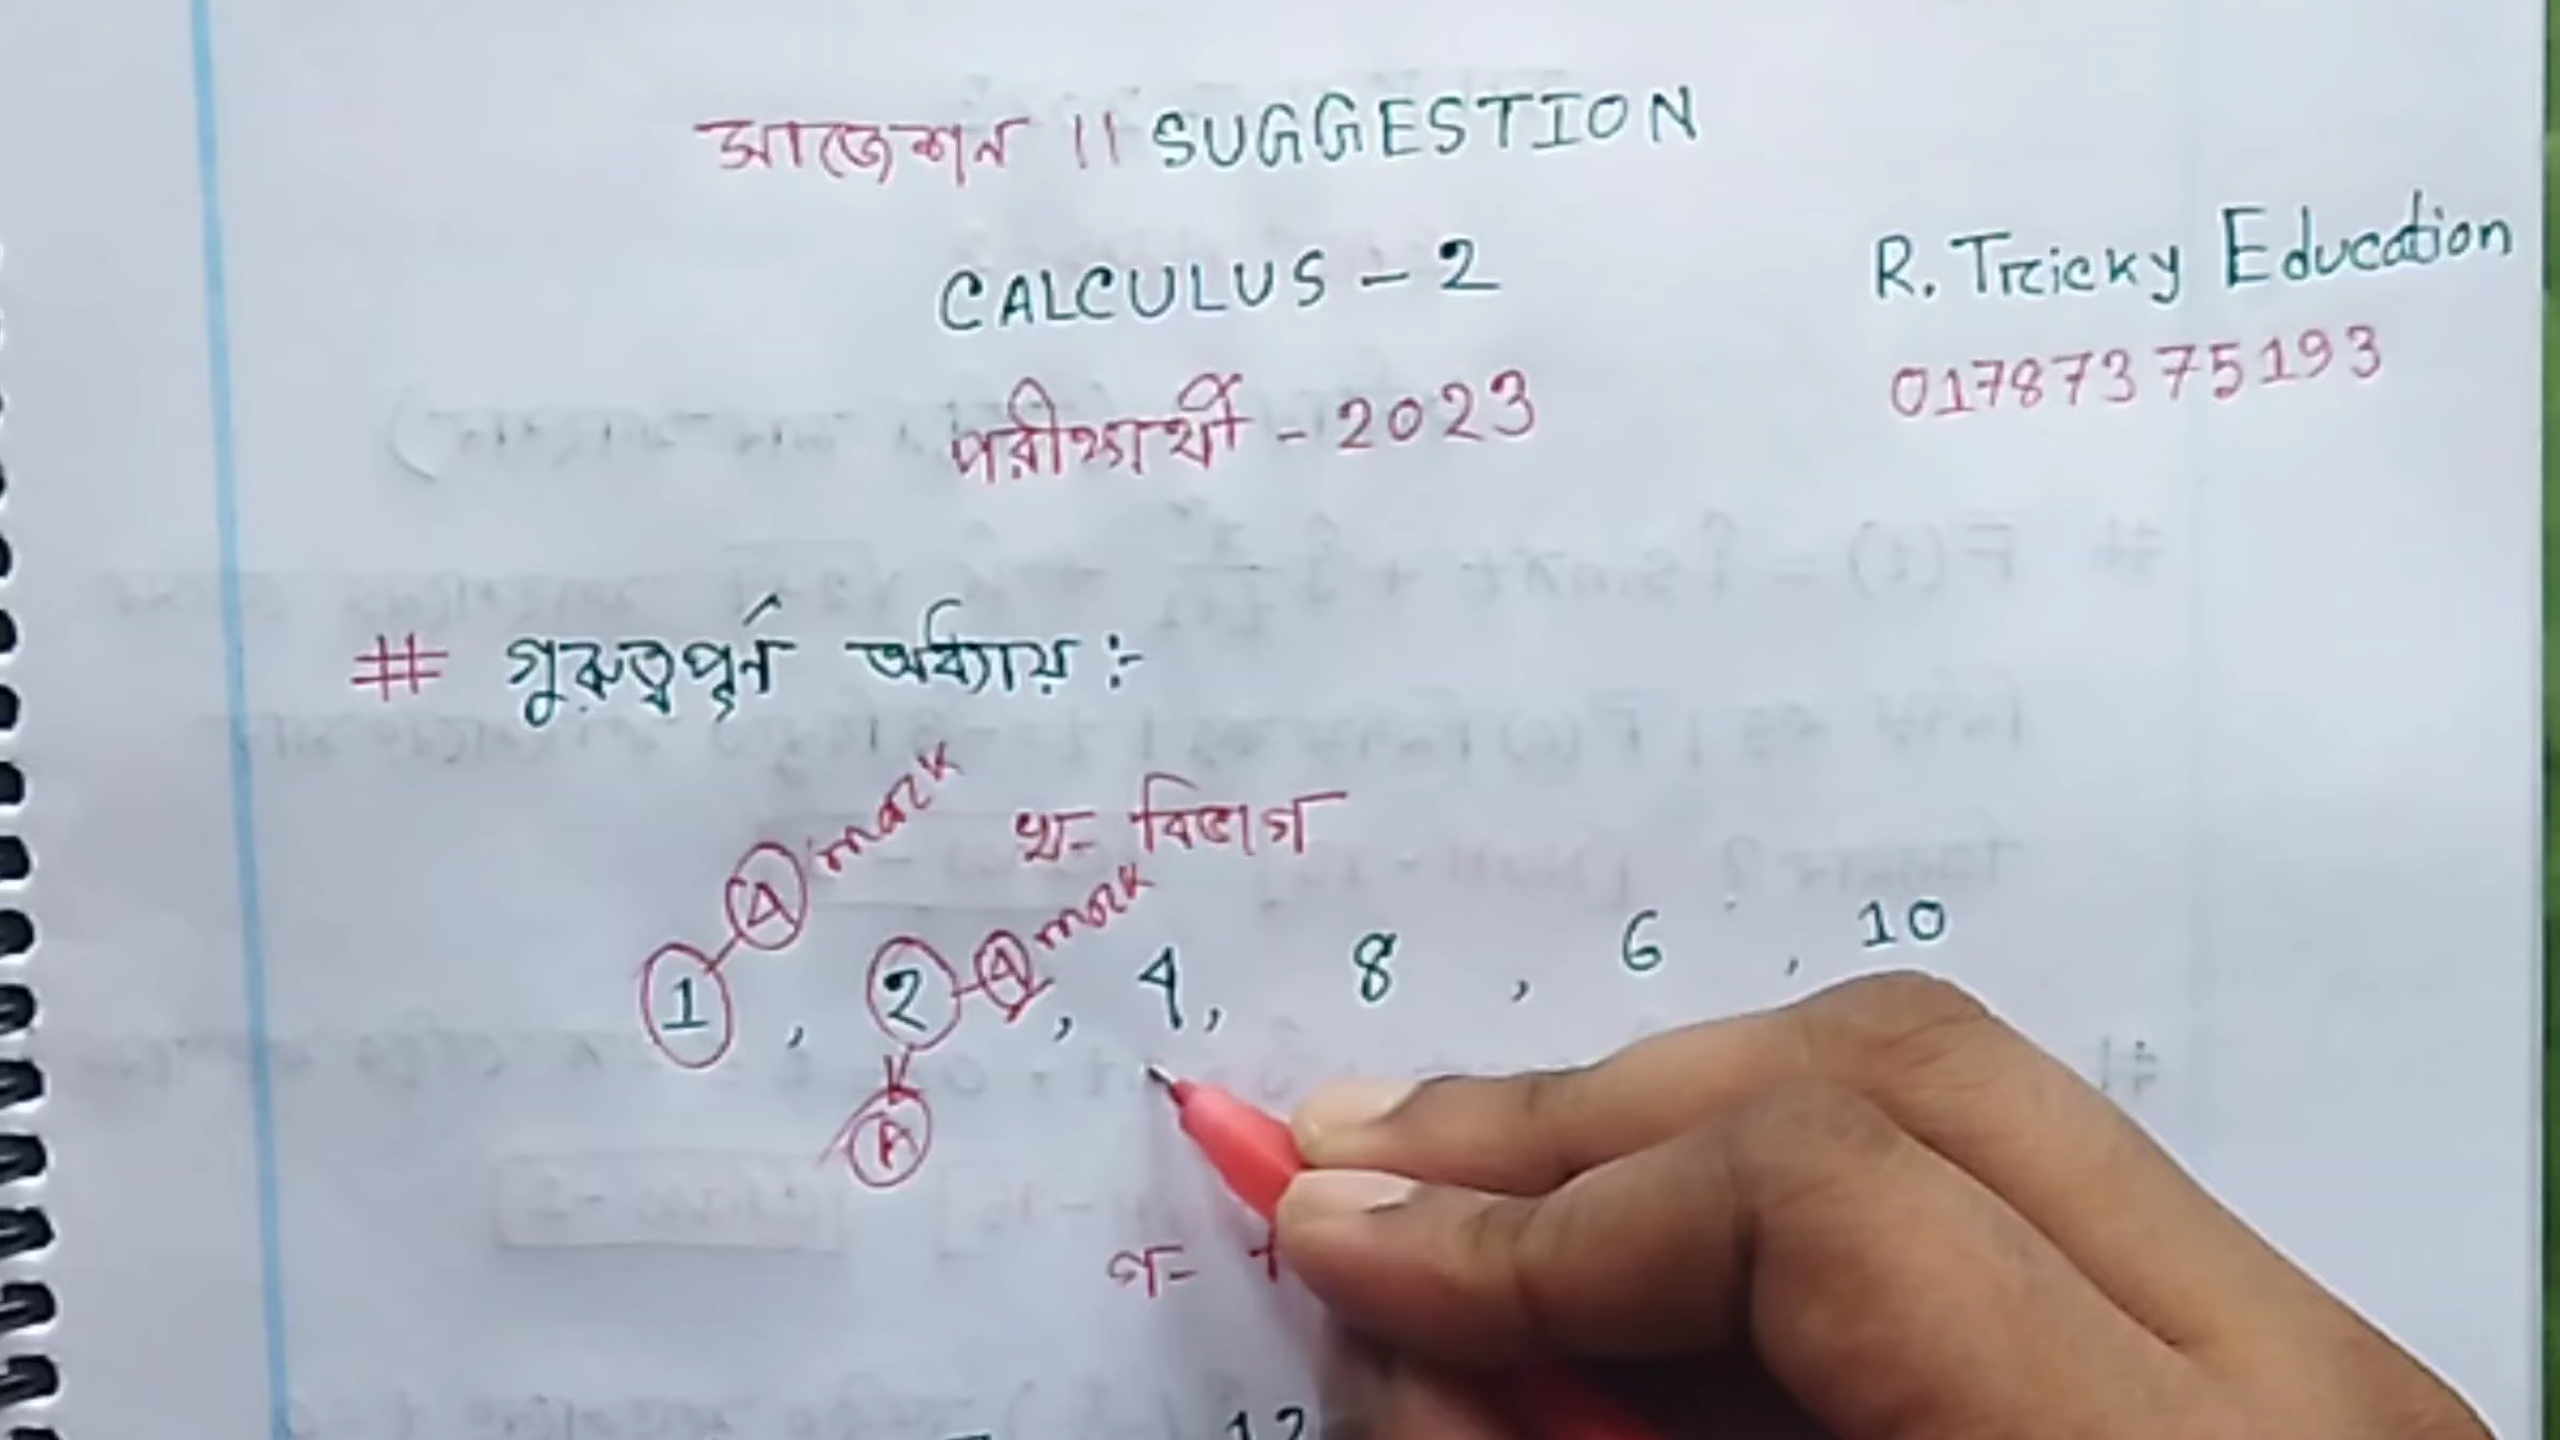 সাজেশন || SUGGESTION
CALCULUS - 2
R. Tricky Education
পরীক্ষার্থী - 2023
01787375193
# গুরুত্বপূর্ণ অধ্যায় :-
4 mark
খ- বিভাগ
4 mark
1, 2, 4, 8, 6, 10
গ-
12